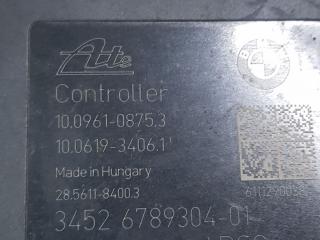 Ate
BMW
Controller
10.0961-0875.3
10.0619-3406.1
Made in Hungary
28.5611-8400.3
3452 6789304-01